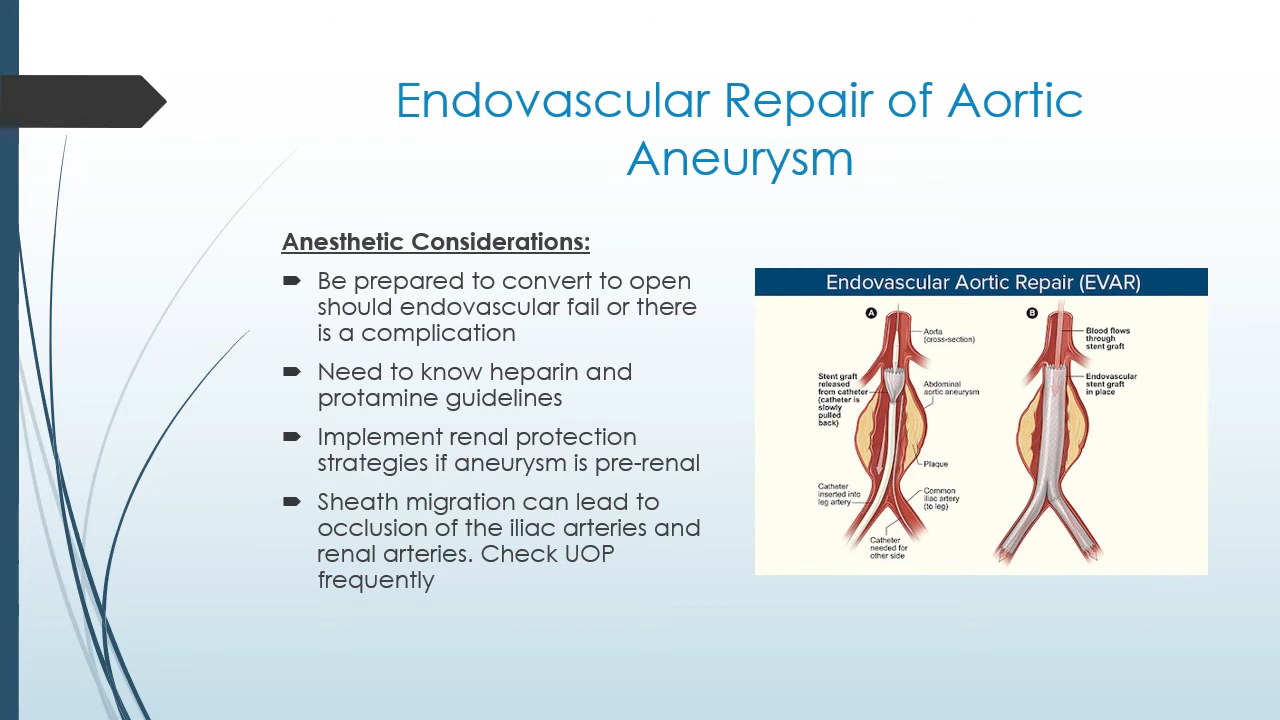 Endovascular Repair of Aortic
Aneurysm
Anesthetic Considerations:
Be prepared to convert to open
should endovascular fail or there
is a complication
Need to know heparin and
protamine guidelines
Implement renal protection
strategies if aneurysm is pre-renal
Sheath migration can lead to
occlusion of the iliac arteries and
renal arteries. Check UOP
frequently
Endovascular Aortic Repair (EVAR)
A
Aorta
(cross-section)
Stent graft
released
from catheter
(catheter is
slowly
pulled
back)
Abdominal
aortic aneurysm
Plaque
Catheter
inserted into
leg artery
Common
iliac artery
(to leg)
Catheter
needed for
other side
B
Blood flows
through
stent graft
Endovascular
stent graft
in place